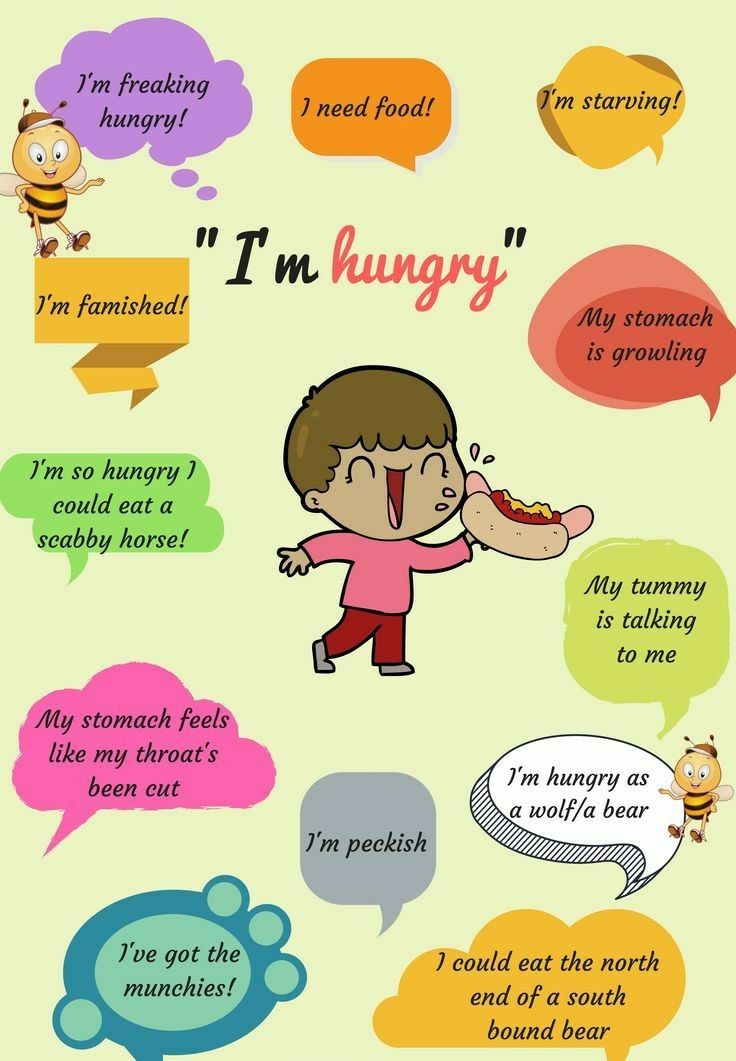 I'm freaking
hungry!
I need food!
I'm starving!
"I'm hungry"
I'm famished!
My stomach
is growling
I'm so hungry I
could eat a
scabby horse!
My tummy
is talking
to me
My stomach feels
like my throat's
been cut
I'm hungry as
a wolf/a bear
I'm peckish
I've got the
munchies!
I could eat the north
end of a south
bound bear